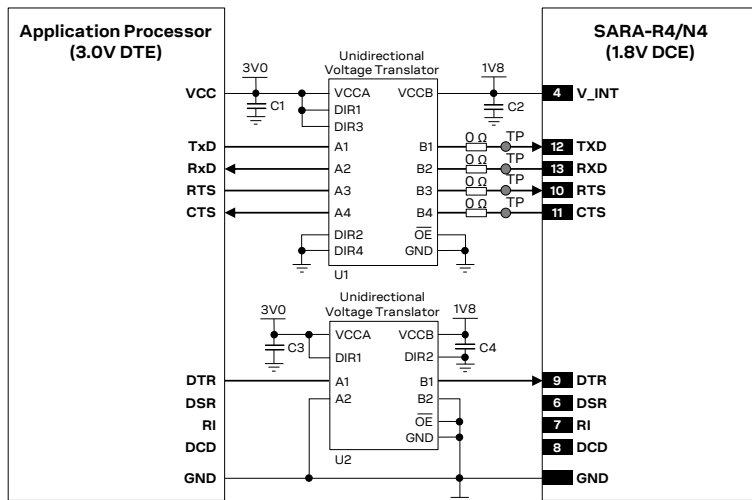 Application Processor
(3.0V DTE)
SARA-R4/N4
(1.8V DCE)
Unidirectional
Voltage Translator
3V0
1V8
VCC
C1
VCCA
VCCB
C2
4
V_INT
DIR1
DIR3
TxD
A1
B1
0 Ω
TP
12
TXD
RxD
A2
B2
0 Ω
TP
13
RXD
RTS
A3
B3
0 Ω
TP
10
RTS
CTS
A4
B4
0 Ω
TP
11
CTS
DIR2
OE
DIR4
GND
U1
Unidirectional
Voltage Translator
3V0
1V8
VCCA
VCCB
C3
C4
DIR1
DIR2
DTR
A1
B1
9
DTR
A2
B2
DSR
6
DSR
OE
RI
7
RI
GND
DCD
8
DCD
U2
GND
GND